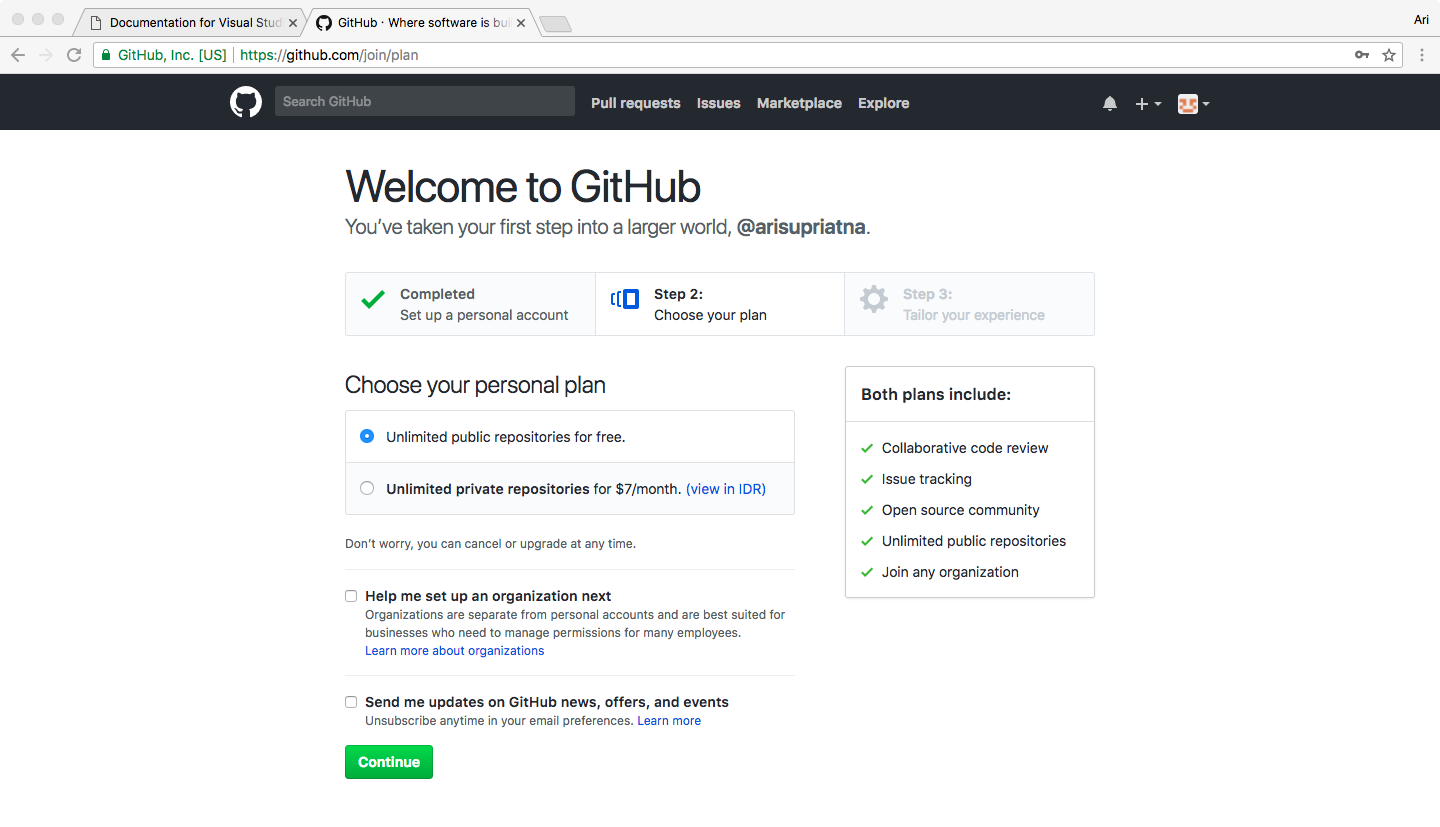 Documentation for Visual Stud
GitHub · Where software is bui
Ari
GitHub, Inc. [US] https://github.com/join/plan
Search GitHub
Pull requests Issues Marketplace Explore
Welcome to GitHub
You’ve taken your first step into a larger world, @arisupriatna.
Completed
Set up a personal account
Step 2:
Choose your plan
Step 3:
Tailor your experience
Choose your personal plan
Unlimited public repositories for free.
Unlimited private repositories for $7/month. (view in IDR)
Don’t worry, you can cancel or upgrade at any time.
Help me set up an organization next
Organizations are separate from personal accounts and are best suited for
businesses who need to manage permissions for many employees.
Learn more about organizations
Send me updates on GitHub news, offers, and events
Unsubscribe anytime in your email preferences. Learn more
Continue
Both plans include:
Collaborative code review
Issue tracking
Open source community
Unlimited public repositories
Join any organization